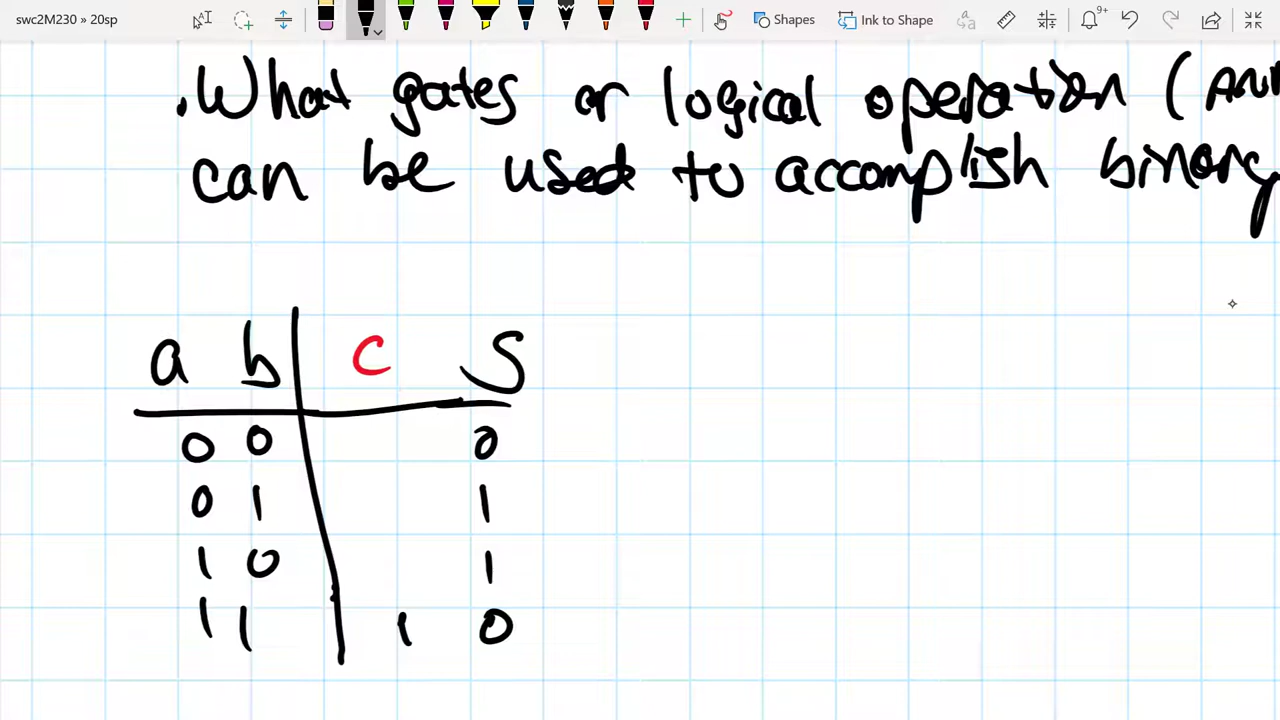 swc2M230 » 20sp
Shapes Ink to Shape 9+
. What gates or logical operation (
can be used to accomplish binary
a b c S
0 0 0
0 1 1
1 0 1
1 1 1 0